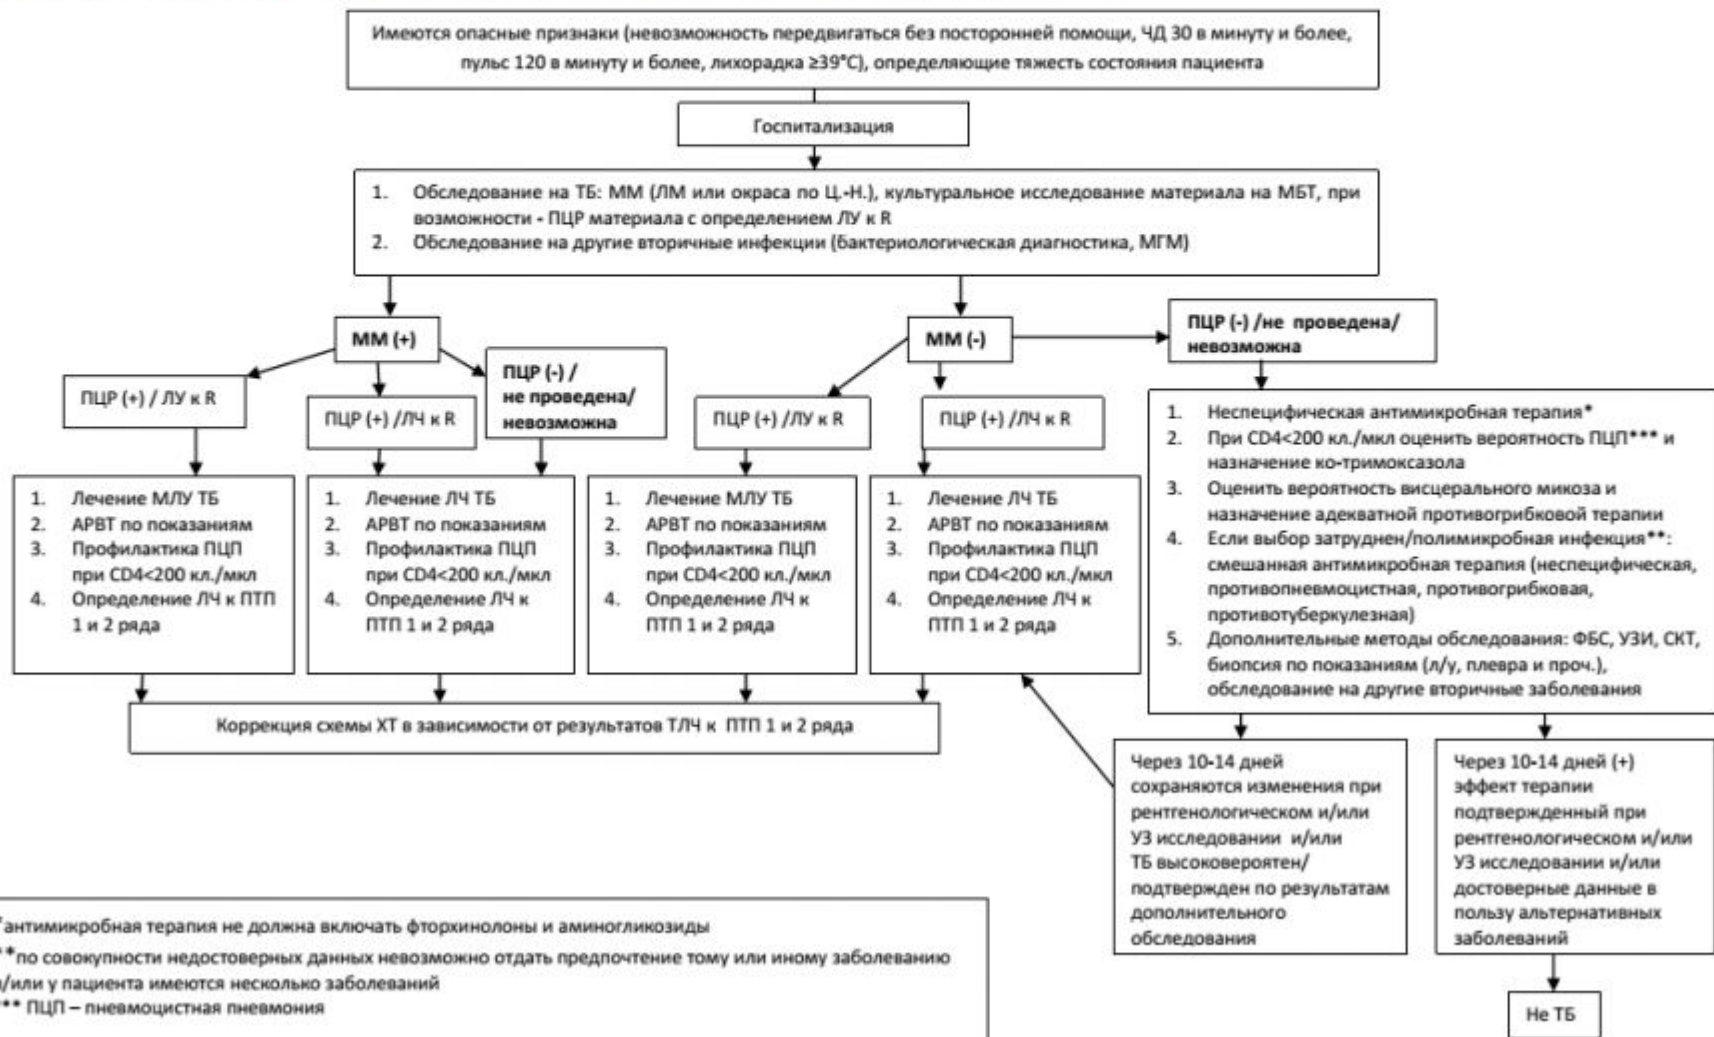 Имеются опасные признаки (невозможность передвигаться без посторонней помощи, ЧД 30 в минуту и более,
пульс 120 в минуту и более, лихорадка ≥39°С), определяющие тяжесть состояния пациента
Госпитализация
1. Обследование на ТБ: ММ (ЛМ или окраса по Ц.-Н.), культуральное исследование материала на МБТ, при
возможности - ПЦР материала с определением ЛУ к R
2. Обследование на другие вторичные инфекции (бактериологическая диагностика, МГМ)
ММ (+)
ММ (-)
ПЦР (-) /не проведена/
невозможна
ПЦР (+) / ЛУ к R
ПЦР (+) /ЛЧ к R
ПЦР (-) /
не проведена/
невозможна
ПЦР (+) /ЛУ к R
ПЦР (+) /ЛЧ к R
1. Лечение МЛУ ТБ
2. АРВТ по показаниям
3. Профилактика ПЦП
при CD4<200 кл./мкл
4. Определение ЛЧ к ПТП
1 и 2 ряда
1. Лечение ЛЧ ТБ
2. АРВТ по показаниям
3. Профилактика ПЦП
при CD4<200 кл./мкл
4. Определение ЛЧ к
ПТП 1 и 2 ряда
1. Лечение МЛУ ТБ
2. АРВТ по показаниям
3. Профилактика ПЦП
при CD4<200 кл./мкл
4. Определение ЛЧ к
ПТП 1 и 2 ряда
1. Лечение ЛЧ ТБ
2. АРВТ по показаниям
3. Профилактика ПЦП
при CD4<200 кл./мкл
4. Определение ЛЧ к
ПТП 1 и 2 ряда
1. Неспецифическая антимикробная терапия*
2. При CD4<200 кл./мкл оценить вероятность ПЦП*** и
назначение ко-тримоксазола
3. Оценить вероятность висцерального микоза и
назначение адекватной противогрибковой терапии
4. Если выбор затруднен/полимикробная инфекция**:
смешанная антимикробная терапия (неспецифическая,
противопневмоцистная, противогрибковая,
противотуберкулезная)
5. Дополнительные методы обследования: ФБС, УЗИ, СКТ,
биопсия по показаниям (л/у, плевра и проч.),
обследование на другие вторичные заболевания
Коррекция схемы ХТ в зависимости от результатов ТЛЧ к ПТП 1 и 2 ряда
Через 10-14 дней
сохраняются изменения при
рентгенологическом и/или
УЗ исследовании и/или
ТБ высоковероятен/
подтвержден по результатам
дополнительного
обследования
Через 10-14 дней (+)
эффект терапии
подтвержденный при
рентгенологическом и/или
УЗ исследовании и/или
достоверные данные в
пользу альтернативных
заболеваний
Не ТБ
*антимикробная терапия не должна включать фторхинолоны и аминогликозиды
**по совокупности недостоверных данных невозможно отдать предпочтение тому или иному заболеванию
и/или у пациента имеются несколько заболеваний
*** ПЦП – пневмоцистная пневмония